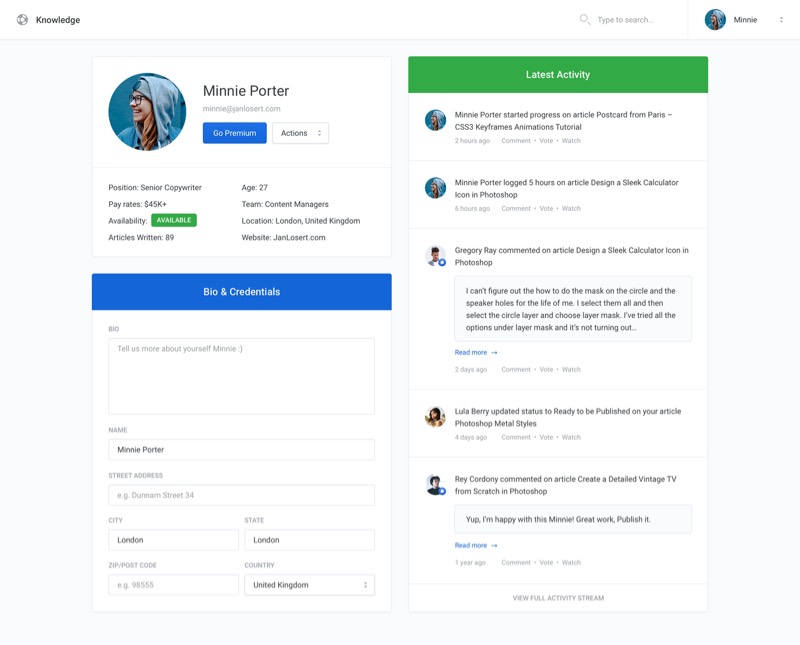 Knowledge
Type to search...
Minnie
Minnie Porter
minnie@janlosert.com
Go Premium
Actions
Position: Senior Copywriter
Age: 27
Pay rates: $45K+
Team: Content Managers
Availability: AVAILABLE
Location: London, United Kingdom
Articles Written: 89
Website: JanLosert.com
Bio & Credentials
BIO
Tell us more about yourself Minnie :)
NAME
Minnie Porter
STREET ADDRESS
e.g. Dunnam Street 34
CITY
STATE
London
London
ZIP/POST CODE
COUNTRY
e.g. 98555
United Kingdom
Latest Activity
Minnie Porter started progress on article Postcard from Paris –
CSS3 Keyframes Animations Tutorial
2 hours ago Comment • Vote • Watch
Minnie Porter logged 5 hours on article Design a Sleek Calculator
Icon in Photoshop
6 hours ago Comment • Vote • Watch
Gregory Ray commented on article Design a Sleek Calculator Icon in
Photoshop
I can't figure out the how to do the mask on the circle and the
speaker holes for the life of me. I select them all and then
select the circle layer and choose layer mask. I've tried all the
options under layer mask and it's not turning out...
Read more →
2 days ago Comment • Vote • Watch
Lula Berry updated status to Ready to be Published on your article
Photoshop Metal Styles
4 days ago Comment • Vote • Watch
Rey Cordony commented on article Create a Detailed Vintage TV
from Scratch in Photoshop
Yup, I'm happy with this Minnie! Great work, Publish it.
Read more →
1 year ago Comment • Vote • Watch
VIEW FULL ACTIVITY STREAM